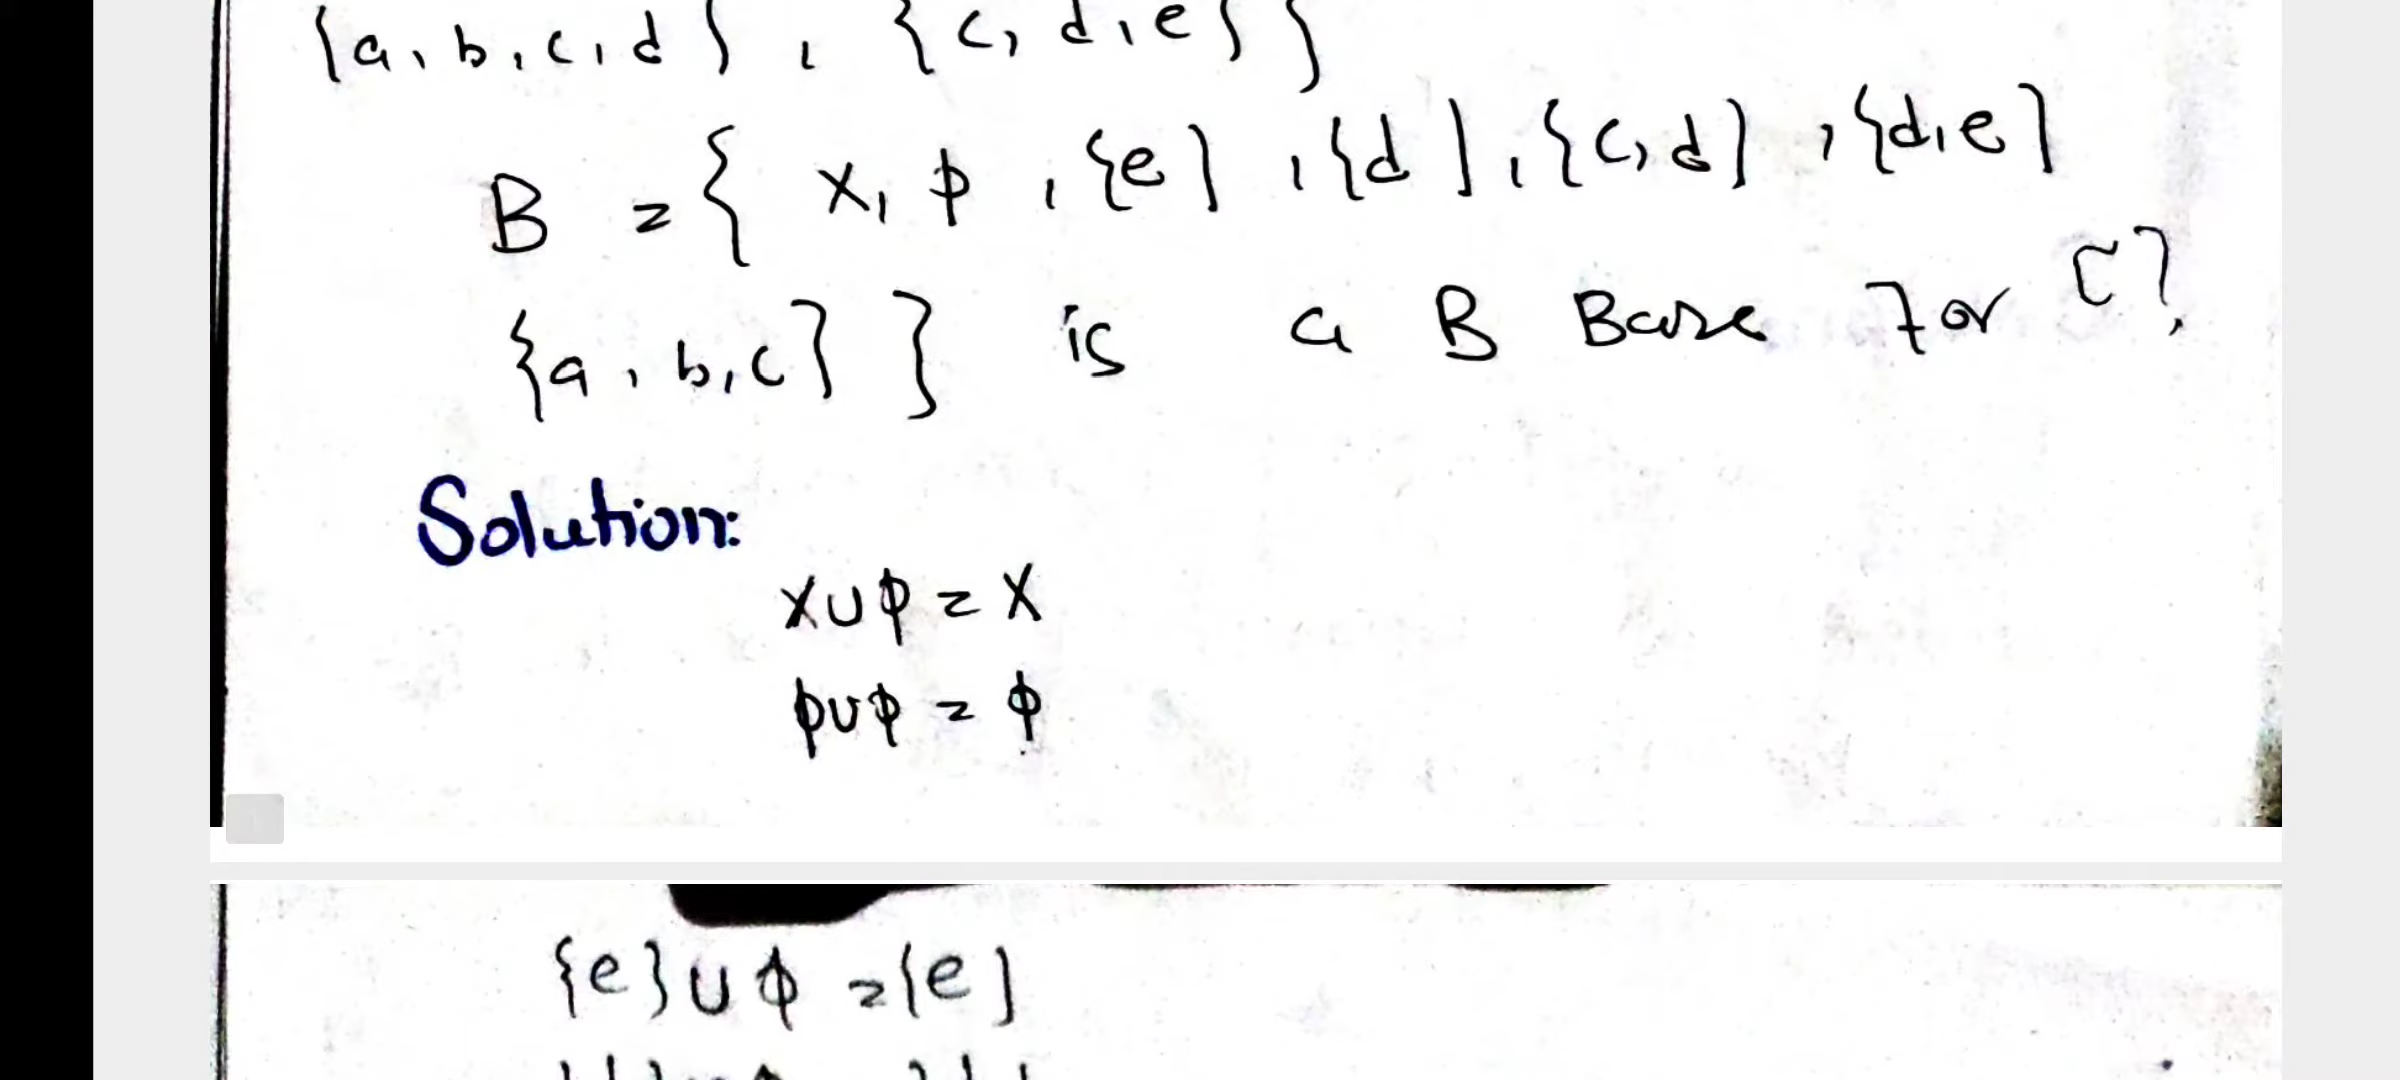 {a, b, c, d}, {c, d, e}}
B = { X, φ, {e}, {d}, {c, d}, {d, e}
{a, b, c} } is a B Base for τ?
Solution:
X∪φ = X
φ∪φ = φ
{e}∪φ = {e}